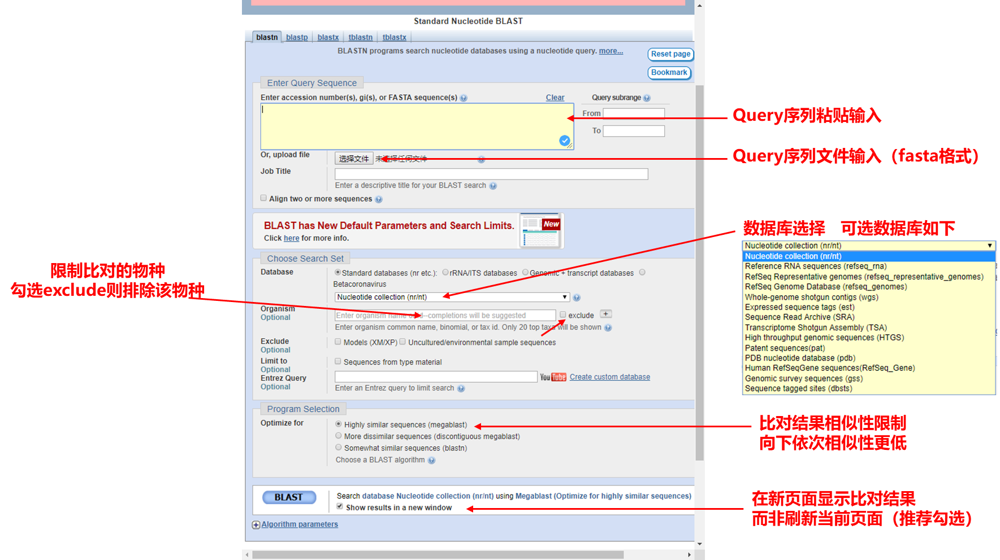 Standard Nucleotide BLAST
blastn blastp blastx tblastn tblastx
BLASTN programs search nucleotide databases using a nucleotide query. more...
Reset page
Bookmark
Enter Query Sequence
Enter accession number(s), gi(s), or FASTA sequence(s)
Clear
Query subrange
From
To
Query序列粘贴输入
Or, upload file
选择文件 未选择任何文件
Query序列文件输入（fasta格式）
Job Title
Enter a descriptive title for your BLAST search
Align two or more sequences
BLAST has New Default Parameters and Search Limits.
New
Click here for more info.
数据库选择 可选数据库如下
Nucleotide collection (nr/nt)
Nucleotide collection (nr/nt)
Reference RNA sequences (refseq_rna)
RefSeq Representative genomes (refseq_representative_genomes)
RefSeq Genome Database (refseq_genomes)
Whole-genome shotgun contigs (wgs)
Expressed sequence tags (est)
Sequence Read Archive (SRA)
Transcriptome Shotgun Assembly (TSA)
High throughput genomic sequences (HTGS)
Patent sequences(pat)
PDB nucleotide database (pdb)
Human RefSeqGene sequences(RefSeq_Gene)
Genomic survey sequences (gss)
Sequence tagged sites (dbsts)
Choose Search Set
限制比对的物种
勾选exclude则排除该物种
Database
Standard databases (nr etc.): rRNA/ITS databases Genomic + transcript databases
Betacoronavirus
Nucleotide collection (nr/nt)
Organism
Optional
Enter organism name or id--completions will be suggested
exclude +
Enter organism common name, binomial, or tax id. Only 20 top taxa will be shown
Exclude
Optional
Models (XM/XP) Uncultured/environmental sample sequences
Limit to
Optional
Sequences from type material
Entrez Query
Optional
YouTube Create custom database
Enter an Entrez query to limit search
Program Selection
Optimize for
Highly similar sequences (megablast)
More dissimilar sequences (discontiguous megablast)
Somewhat similar sequences (blastn)
Choose a BLAST algorithm
比对结果相似性限制
向下依次相似性更低
BLAST
Search database Nucleotide collection (nr/nt) using Megablast (Optimize for highly similar sequences)
Show results in a new window
在新页面显示比对结果
而非刷新当前页面（推荐勾选）
Algorithm parameters